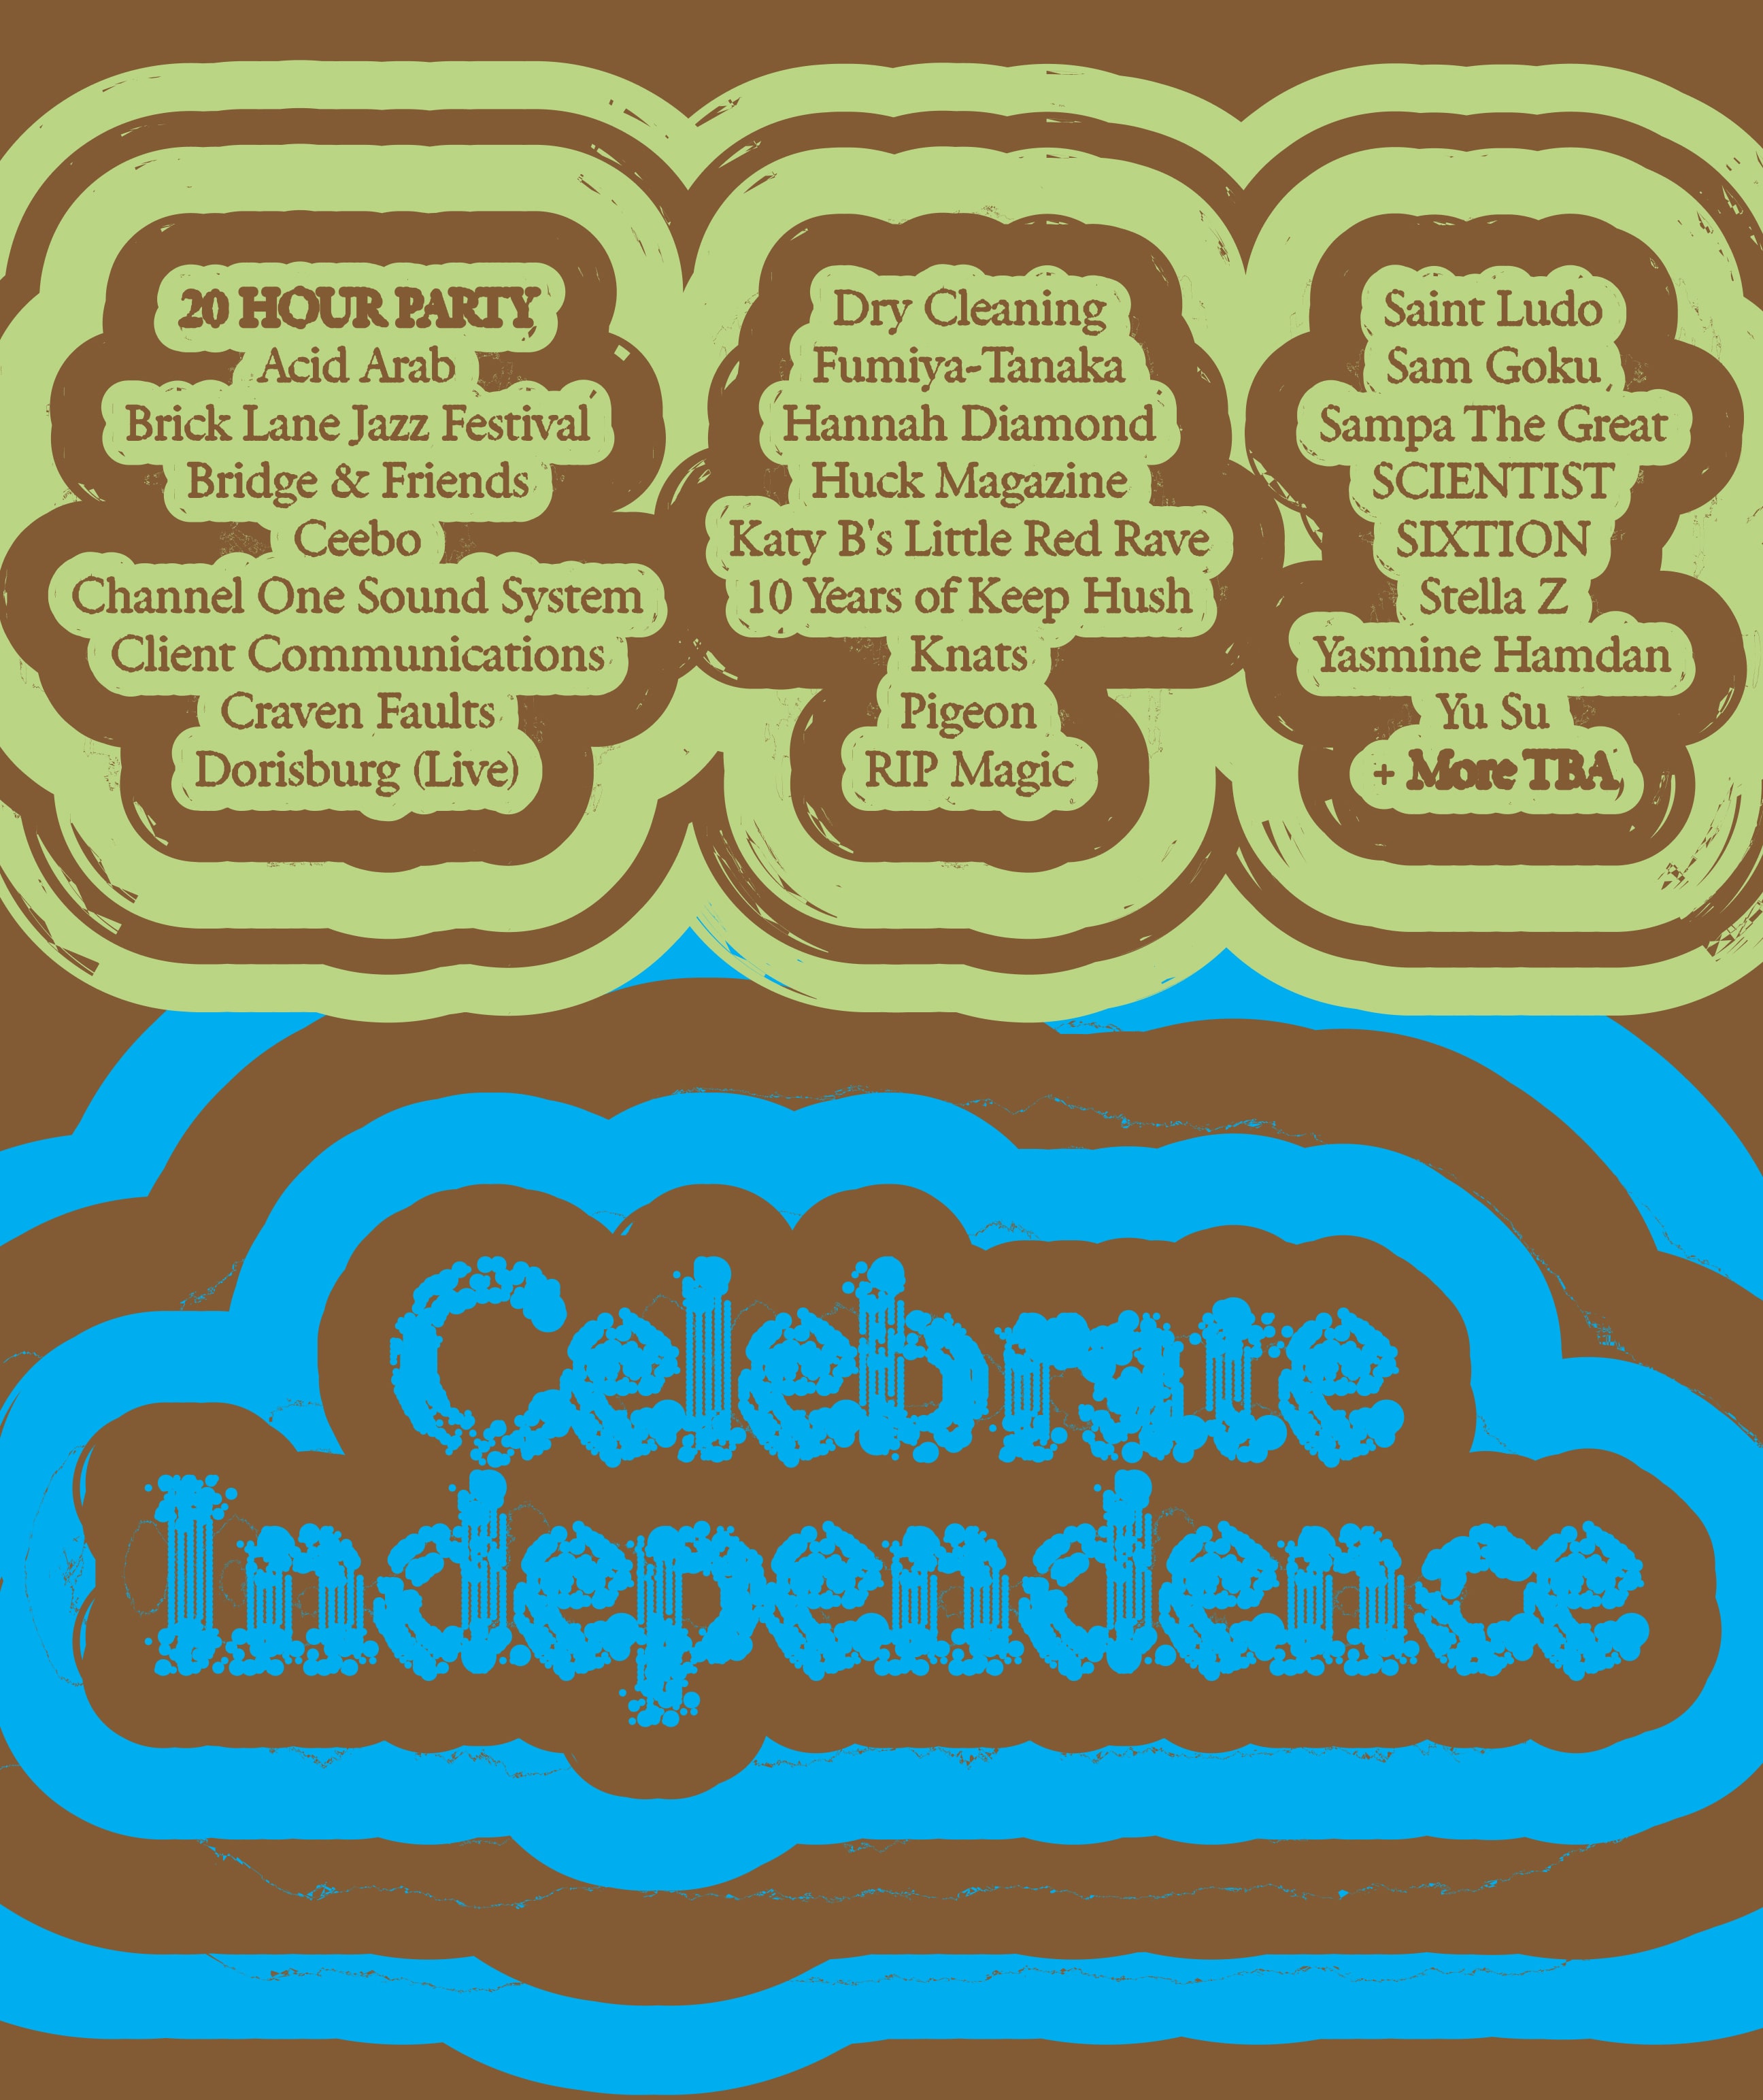 20 HOUR PARTY
Acid Arab
Brick Lane Jazz Festival
Bridge & Friends
Ceebo
Channel One Sound System
Client Communications
Craven Faults
Dorisburg (Live)
Dry Cleaning
Fumiya-Tanaka
Hannah Diamond
Huck Magazine
Katy B's Little Red Rave
10 Years of Keep Hush
Knats
Pigeon
RIP Magic
Saint Ludo
Sam Goku
Sampa The Great
SCIENTIST
SIXTION
Stella Z
Yasmine Hamdan
Yu Su
+ More TBA
Celebrate
Independence